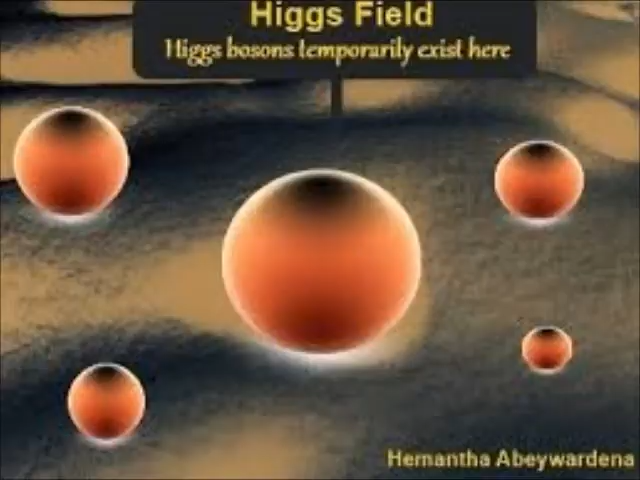 Higgs Field
Higgs bosons temporarily exist here
Hemantha Abeywardena